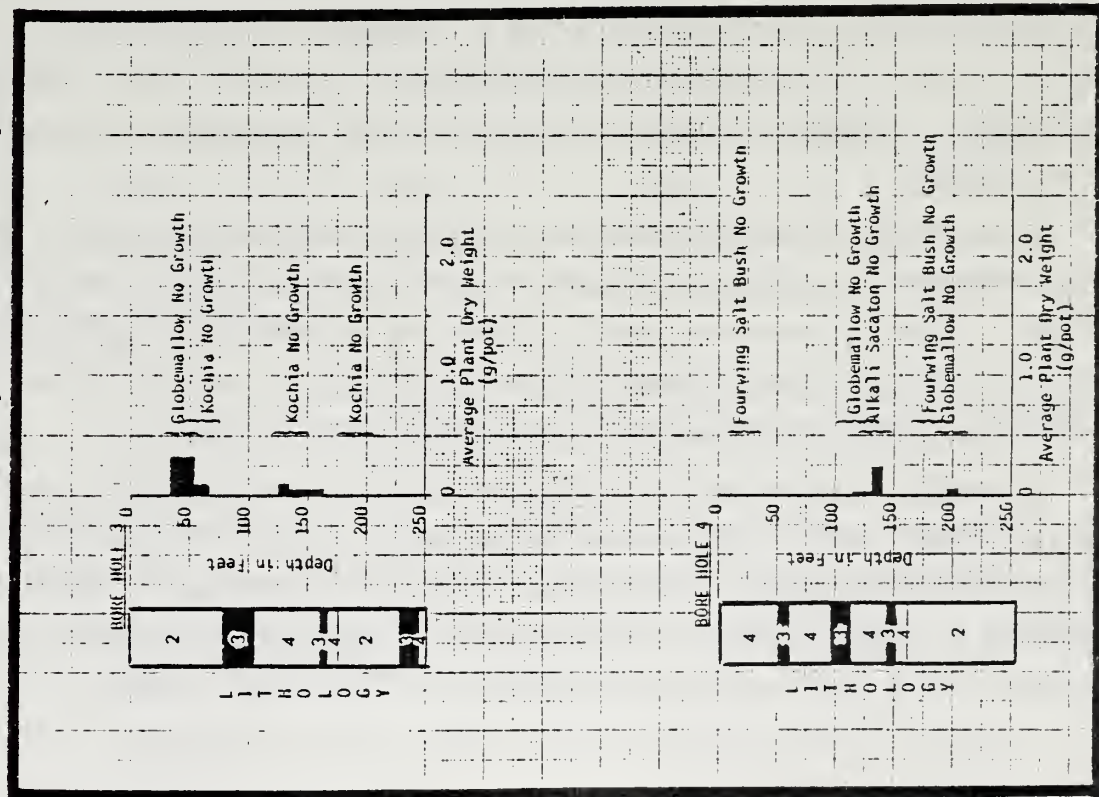 BORE HOLE 3
LITHOLOGY
2
3
4
3
4
2
3
4
Depth in Feet
0
50
100
150
200
250
Globemallow No Growth
Kochia No Growth
Kochia No Growth
Kochia No Growth
0 1.0 2.0
Average Plant Dry Weight
(g/pot)
BORE HOLE 4
LITHOLOGY
4
3
4
3
4
3
4
2
Depth in Feet
0
50
100
150
200
250
Fourwing Salt Bush No Growth
Globemallow No Growth
Alkali Sacaton No Growth
Fourwing Salt Bush No Growth
Globemallow No Growth
0 1.0 2.0
Average Plant Dry Weight
(g/pot)